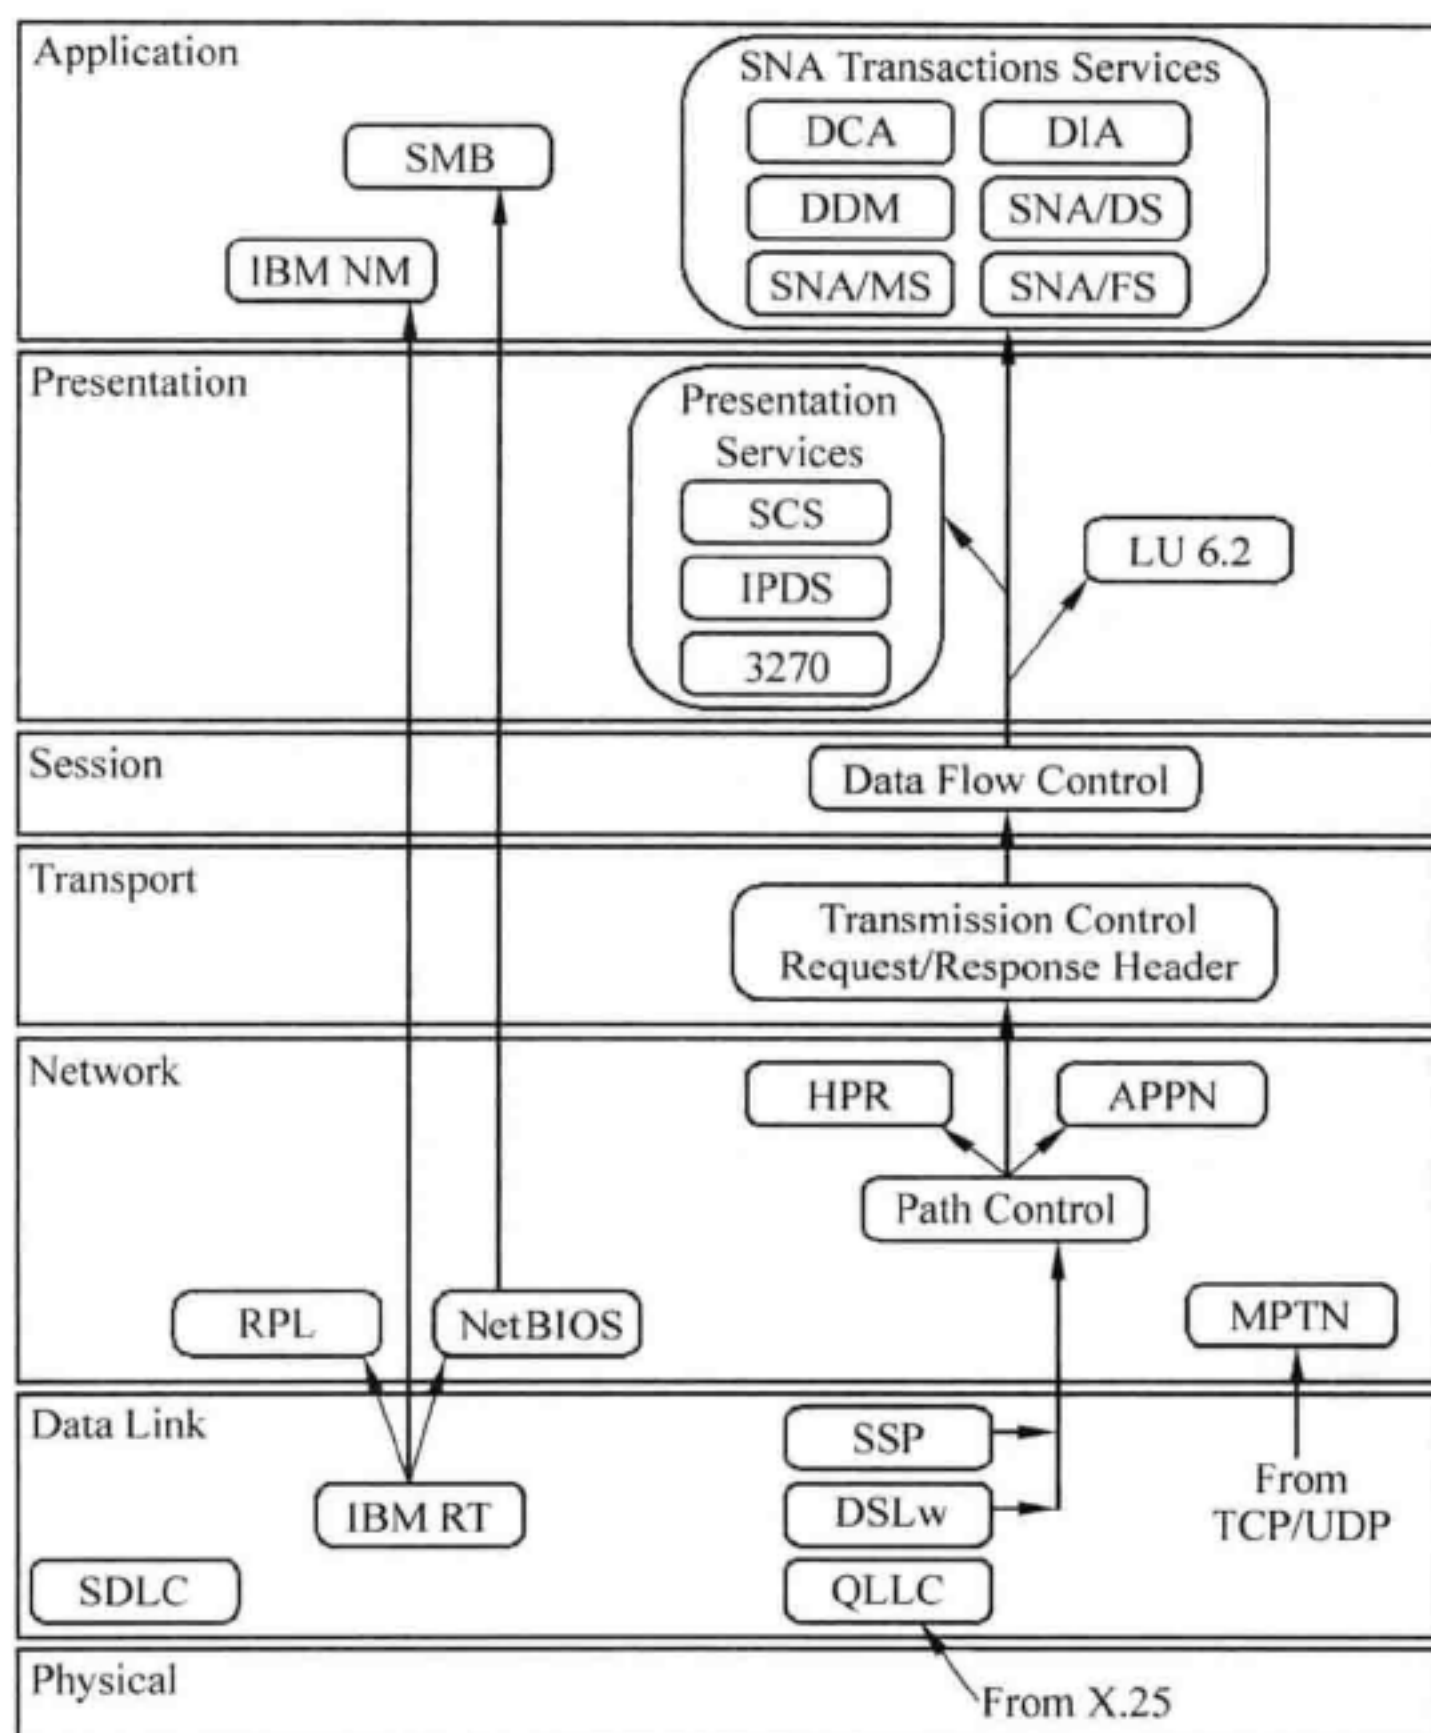 Application
SNA Transactions Services
DCA
DIA
SMB
DDM
SNA/DS
IBM NM
SNA/MS
SNA/FS
Presentation
Presentation
Services
SCS
LU 6.2
IPDS
3270
Session
Data Flow Control
Transport
Transmission Control
Request/Response Header
Network
HPR
APPN
Path Control
RPL
NetBIOS
MPTN
Data Link
SSP
IBM RT
DSLw
From
TCP/UDP
SDLC
QLLC
Physical
From X.25